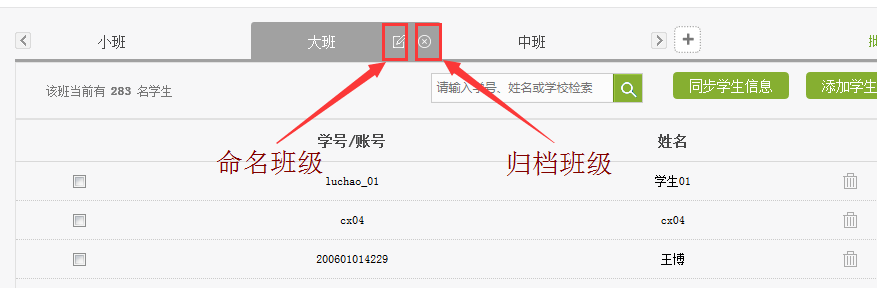 小班 大班 中班
该班当前有 283 名学生 请输入学号、姓名或学校检索 同步学生信息 添加学生
学号/账号 姓名
命名班级 归档班级
luchao_01 学生01
cx04 cx04
200601014229 王博